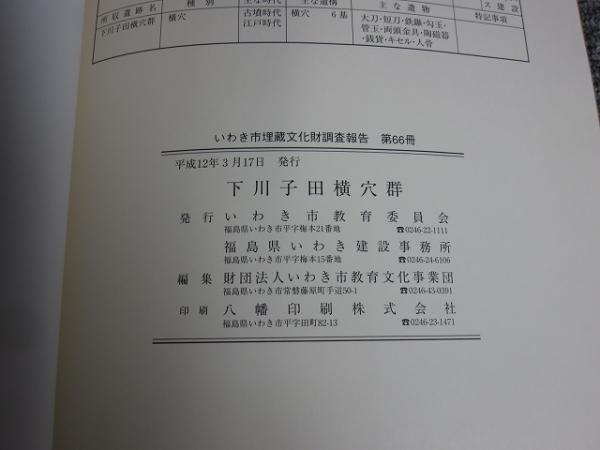 所収遺跡名 種別 主な時代 主な遺構 主な遺物 特記事項
下川子田横穴群 横穴 古墳時代 横穴 6基 大刀・短刀・鉄鏃・勾玉・
江戸時代 管玉・両頭金具・陶磁器
・銭貨・キセル・人骨
いわき市埋蔵文化財調査報告 第66冊
平成12年3月17日 発行
下川子田横穴群
発行 いわき市教育委員会
福島県いわき市平字梅本21番地 ☎0246-22-1111
福島県いわき建設事務所
福島県いわき市平字梅本15番地 ☎0246-24-6106
編集 財団法人いわき市教育文化事業団
福島県いわき市常磐藤原町手這50-1 ☎0246-43-0391
印刷 八幡印刷株式会社
福島県いわき市平字田町82-13 ☎0246-23-1471